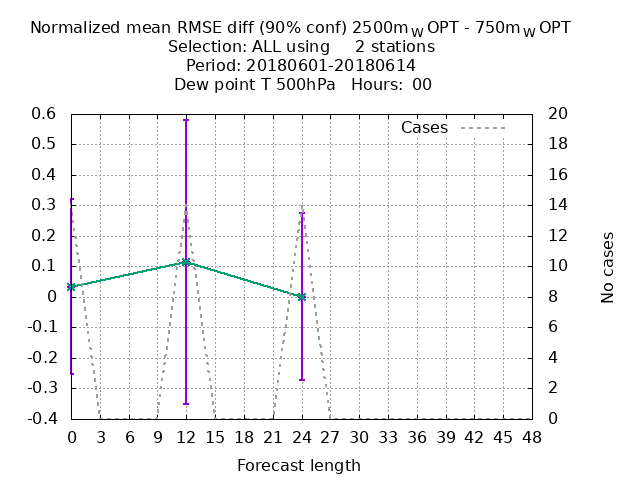 Normalized mean RMSE diff (90% conf) 2500m_W OPT - 750m_W OPT
Selection: ALL using 2 stations
Period: 20180601-20180614
Dew point T 500hPa Hours: 00
Cases
0.6
0.5
0.4
0.3
0.2
0.1
0
-0.1
-0.2
-0.3
-0.4
20
18
16
14
12
10
8
6
4
2
0
No cases
0 3 6 9 12 15 18 21 24 27 30 33 36 39 42 45 48
Forecast length